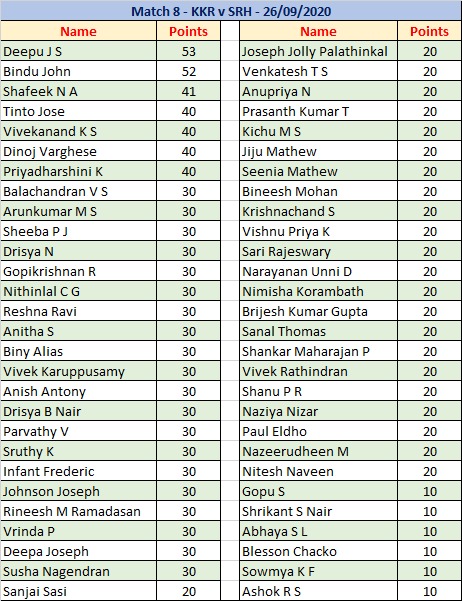 Match 8 - KKR v SRH - 26/09/2020
Name Points Name Points
Deepu J S 53 Joseph Jolly Palathinkal 20
Bindu John 52 Venkatesh T S 20
Shafeek N A 41 Anupriya N 20
Tinto Jose 40 Prasanth Kumar T 20
Vivekanand K S 40 Kichu M S 20
Dinoj Varghese 40 Jiju Mathew 20
Priyadharshini K 40 Seenia Mathew 20
Balachandran V S 30 Bineesh Mohan 20
Arunkumar M S 30 Krishnachand S 20
Sheeba P J 30 Vishnu Priya K 20
Drisya N 30 Sari Rajeswary 20
Gopikrishnan R 30 Narayanan Unni D 20
Nithinlal C G 30 Nimisha Korambath 20
Reshna Ravi 30 Brijesh Kumar Gupta 20
Anitha S 30 Sanal Thomas 20
Biny Alias 30 Shankar Maharajan P 20
Vivek Karuppusamy 30 Vivek Rathindran 20
Anish Antony 30 Shanu P R 20
Drisya B Nair 30 Naziya Nizar 20
Parvathy V 30 Paul Eldho 20
Sruthy K 30 Nazeerudheen M 20
Infant Frederic 30 Nitesh Naveen 20
Johnson Joseph 30 Gopu S 10
Rineesh M Ramadasan 30 Shrikant S Nair 10
Vrinda P 30 Abhaya S L 10
Deepa Joseph 30 Blesson Chacko 10
Susha Nagendran 30 Sowmya K F 10
Sanjai Sasi 20 Ashok R S 10